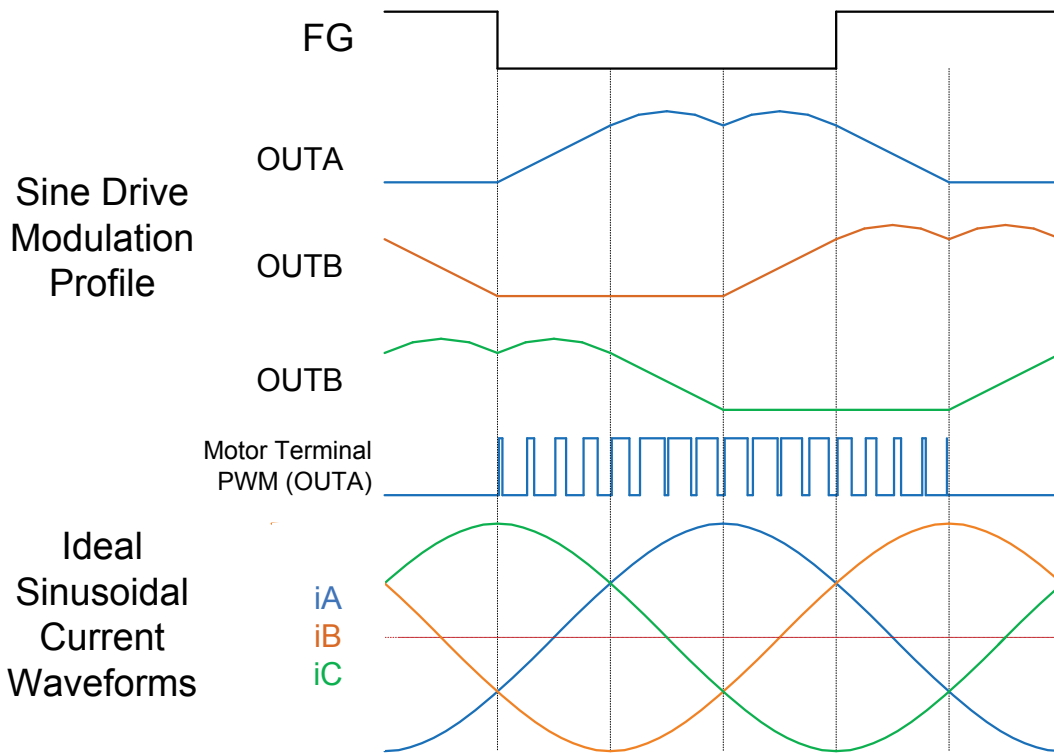 FG
OUTA
Sine Drive
Modulation
Profile
OUTB
OUTB
Motor Terminal
PWM (OUTA)
Ideal
Sinusoidal
Current
Waveforms
iA
iB
iC